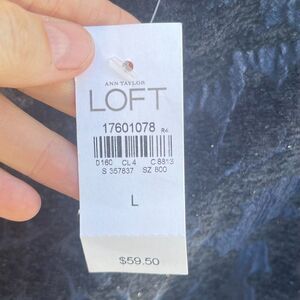 ANN TAYLOR
LOFT
17601078 R4
D160 CL4 C8813
S 357837 SZ 800
L
$59.50